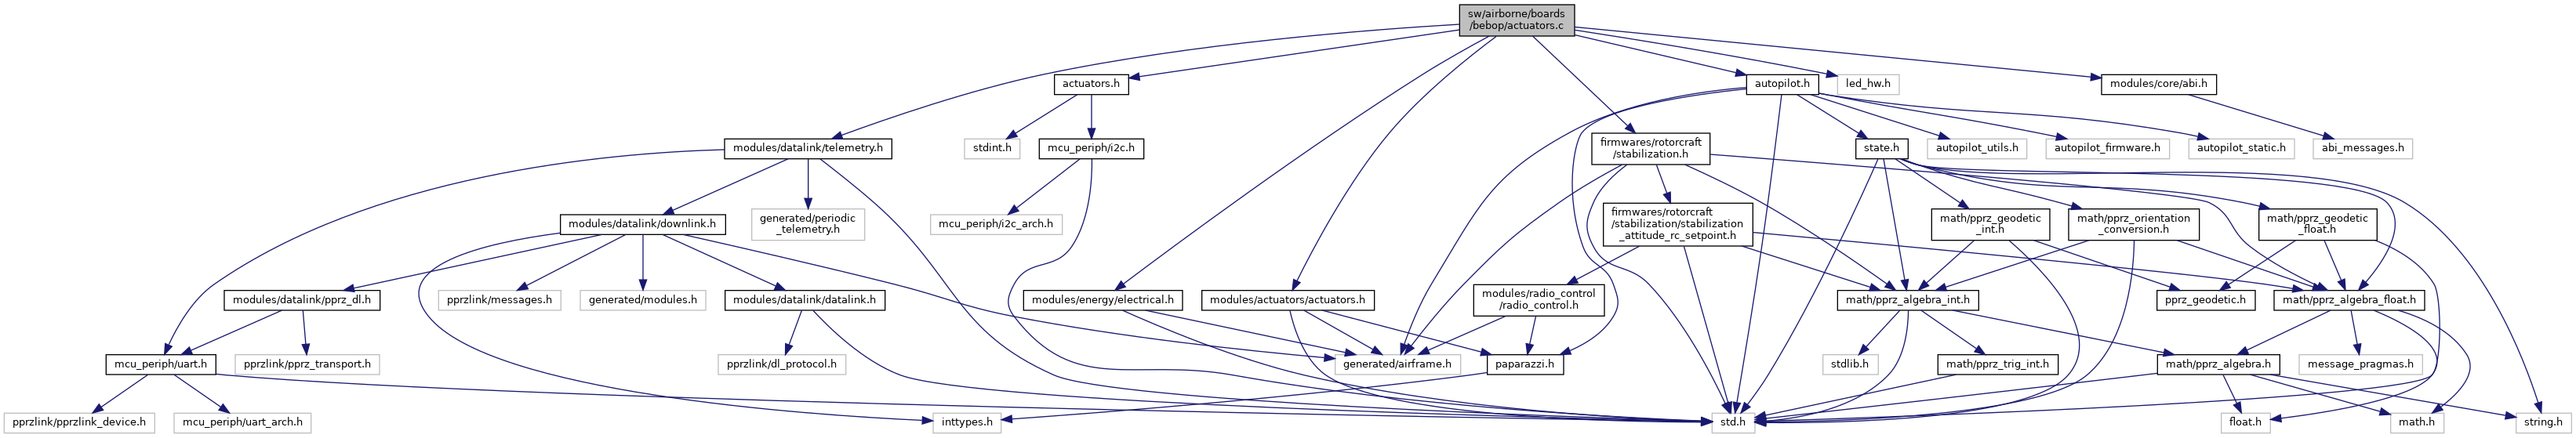 sw/airborne/boards
/bebop/actuators.c
actuators.h
autopilot.h
led_hw.h
modules/core/abi.h
modules/datalink/telemetry.h
stdint.h
mcu_periph/i2c.h
firmwares/rotorcraft
/stabilization.h
state.h
autopilot_utils.h
autopilot_firmware.h
autopilot_static.h
abi_messages.h
modules/datalink/downlink.h
generated/periodic
_telemetry.h
mcu_periph/i2c_arch.h
firmwares/rotorcraft
/stabilization/stabilization
_attitude_rc_setpoint.h
math/pprz_geodetic
_int.h
math/pprz_orientation
_conversion.h
math/pprz_geodetic
_float.h
modules/datalink/pprz_dl.h
pprzlink/messages.h
generated/modules.h
modules/datalink/datalink.h
modules/energy/electrical.h
modules/actuators/actuators.h
modules/radio_control
/radio_control.h
math/pprz_algebra_int.h
pprz_geodetic.h
math/pprz_algebra_float.h
mcu_periph/uart.h
pprzlink/pprz_transport.h
pprzlink/dl_protocol.h
generated/airframe.h
paparazzi.h
stdlib.h
math/pprz_trig_int.h
math/pprz_algebra.h
message_pragmas.h
pprzlink/pprzlink_device.h
mcu_periph/uart_arch.h
inttypes.h
std.h
float.h
math.h
string.h